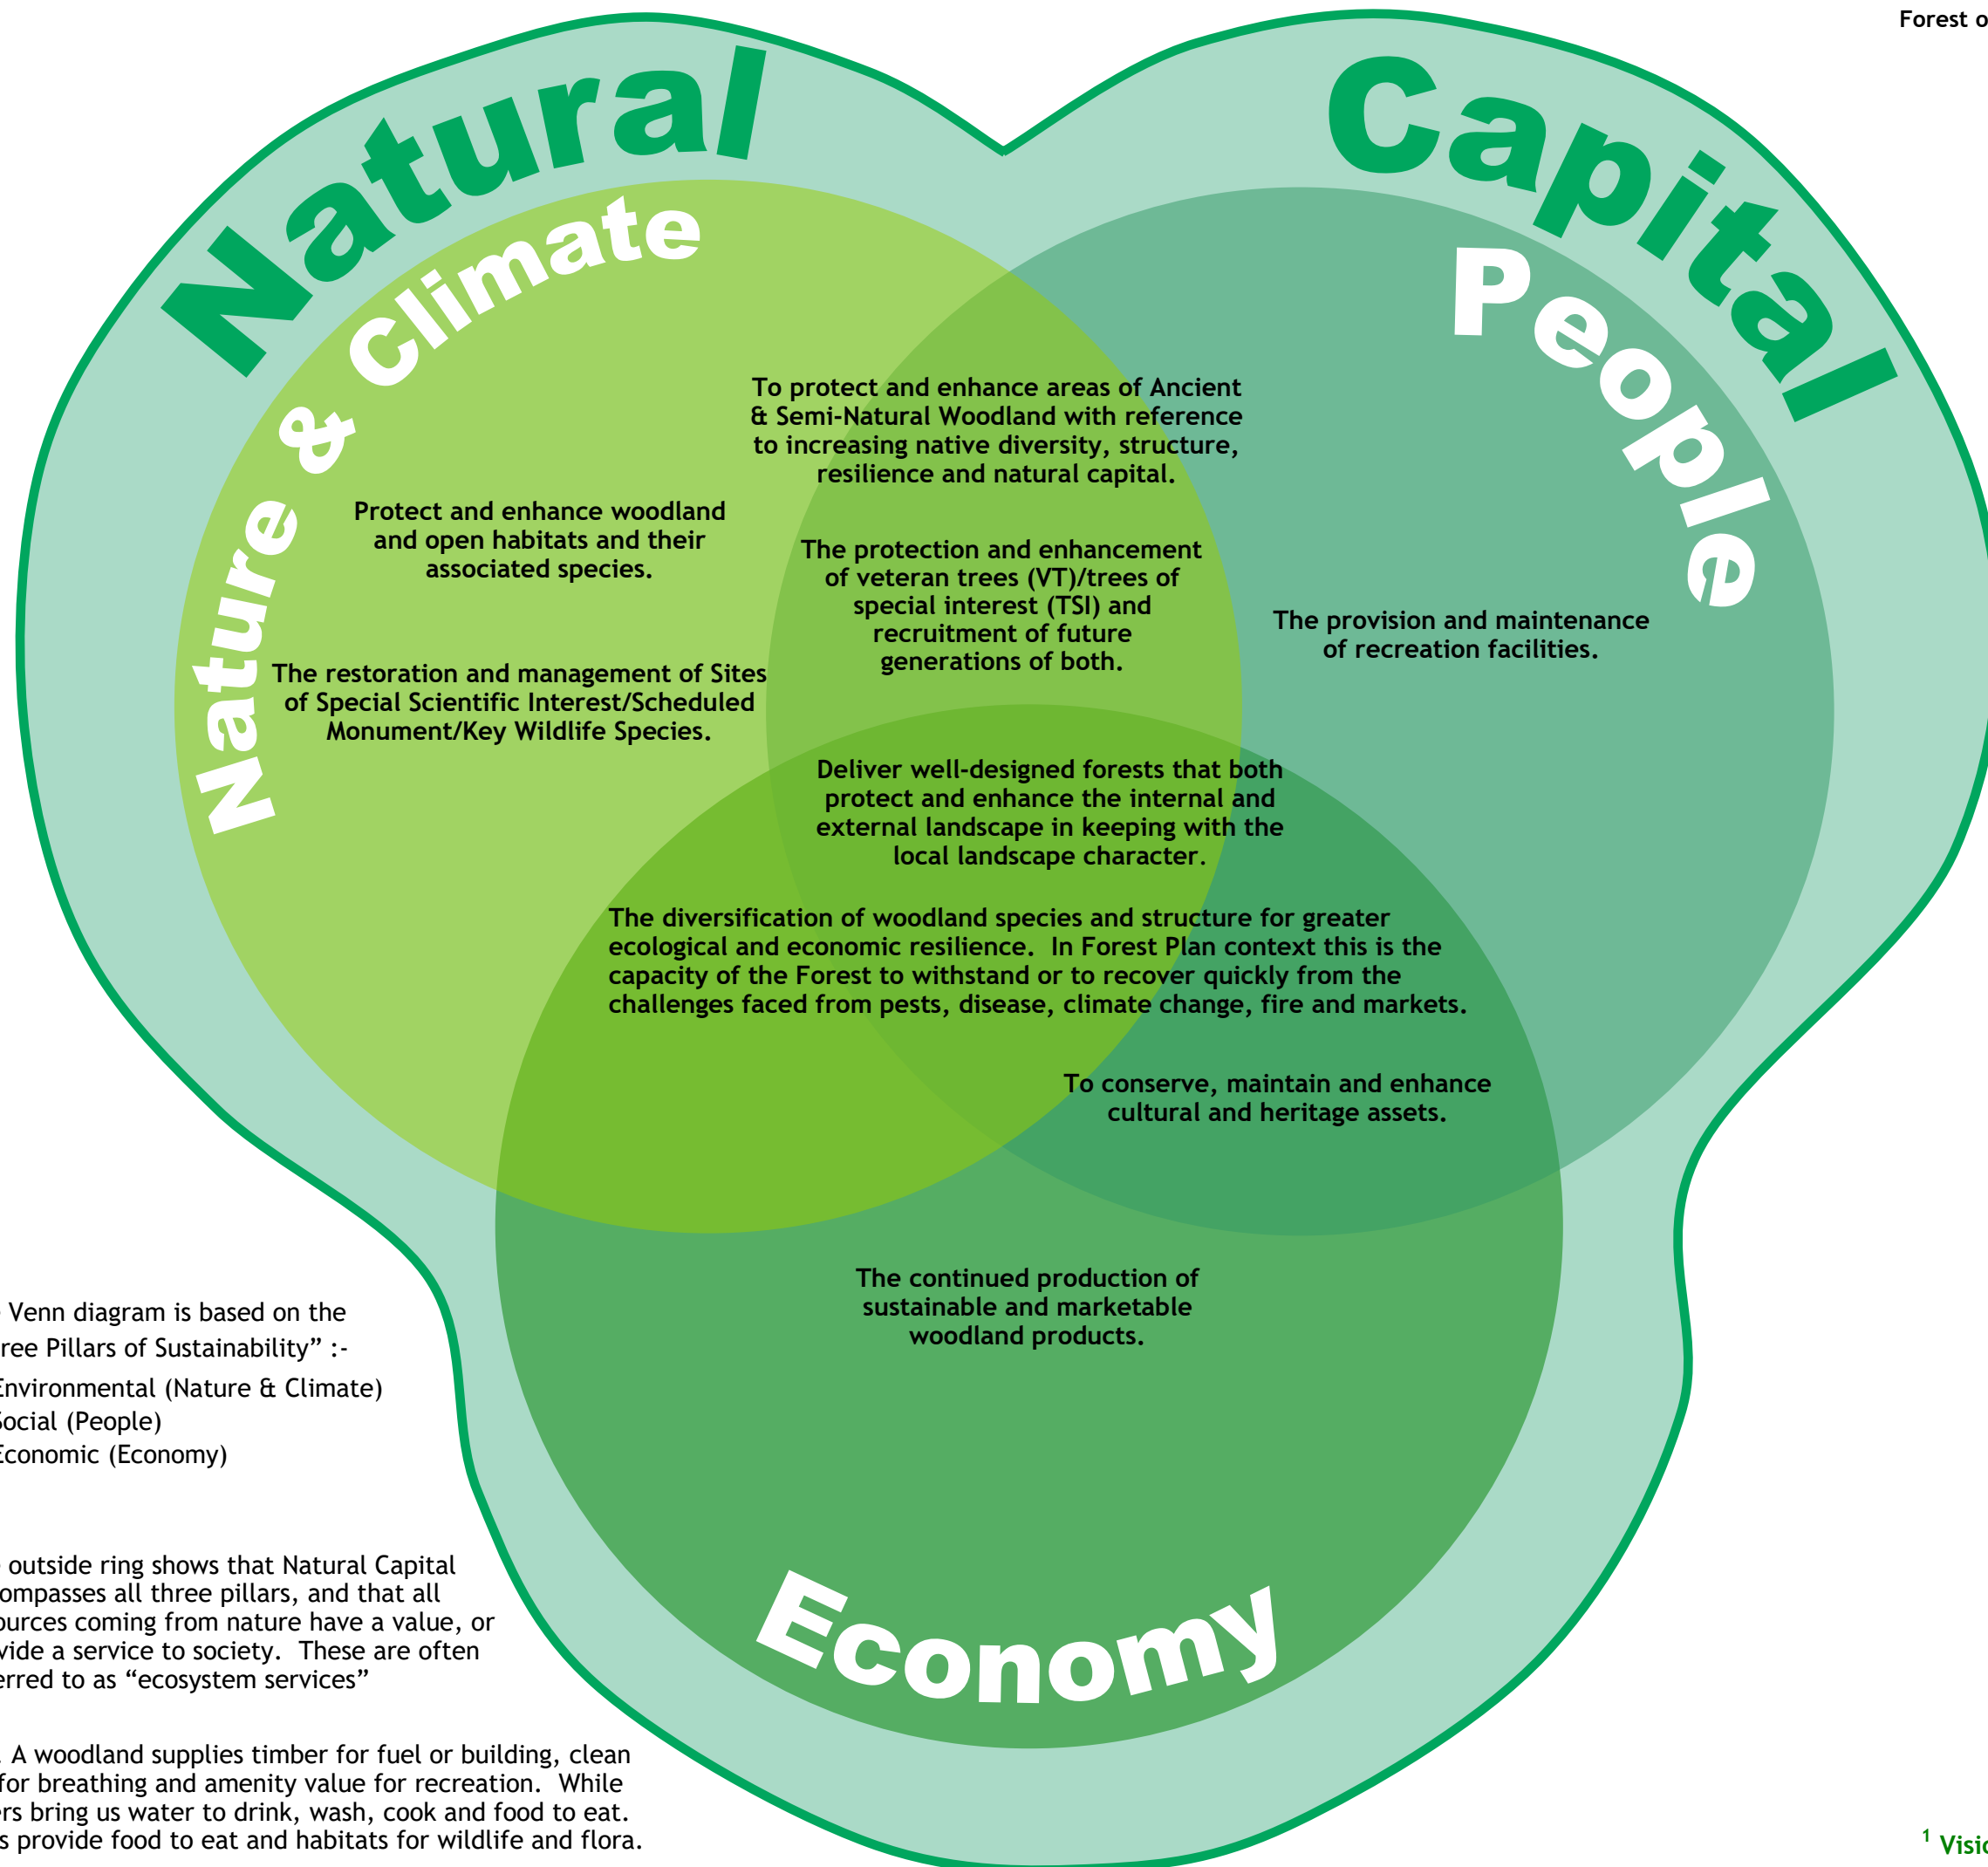 Forest o
Natural Capital
Nature & Climate
People
To protect and enhance areas of Ancient
& Semi-Natural Woodland with reference
to increasing native diversity, structure,
resilience and natural capital.
Protect and enhance woodland
and open habitats and their
associated species.
The protection and enhancement
of veteran trees (VT)/trees of
special interest (TSI) and
recruitment of future
generations of both.
The provision and maintenance
of recreation facilities.
The restoration and management of Sites
of Special Scientific Interest/Scheduled
Monument/Key Wildlife Species.
Deliver well-designed forests that both
protect and enhance the internal and
external landscape in keeping with the
local landscape character.
The diversification of woodland species and structure for greater
ecological and economic resilience.  In Forest Plan context this is the
capacity of the Forest to withstand or to recover quickly from the
challenges faced from pests, disease, climate change, fire and markets.
To conserve, maintain and enhance
cultural and heritage assets.
The continued production of
sustainable and marketable
woodland products.
Economy
Venn diagram is based on the
ree Pillars of Sustainability” :-
Environmental (Nature & Climate)
Social (People)
Economic (Economy)
outside ring shows that Natural Capital
ompasses all three pillars, and that all
ources coming from nature have a value, or
vide a service to society.  These are often
erred to as “ecosystem services”
. A woodland supplies timber for fuel or building, clean
for breathing and amenity value for recreation.  While
ers bring us water to drink, wash, cook and food to eat.
s provide food to eat and habitats for wildlife and flora.
¹ Visio